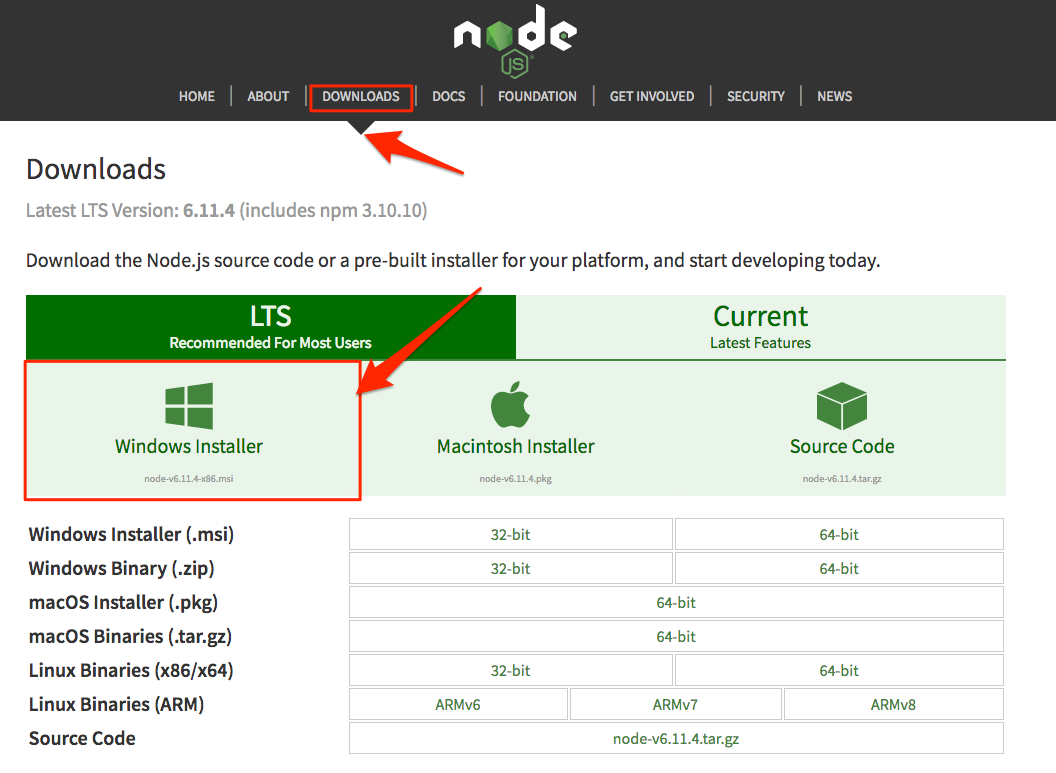 node
JS
HOME ABOUT DOWNLOADS DOCS FOUNDATION GET INVOLVED SECURITY NEWS
Downloads
Latest LTS Version: 6.11.4 (includes npm 3.10.10)
Download the Node.js source code or a pre-built installer for your platform, and start developing today.
LTS
Recommended For Most Users
Current
Latest Features
Windows Installer
node-v6.11.4-x86.msi
Macintosh Installer
node-v6.11.4.pkg
Source Code
node-v6.11.4.tar.gz
Windows Installer (.msi) 32-bit 64-bit
Windows Binary (.zip) 32-bit 64-bit
macOS Installer (.pkg) 64-bit
macOS Binaries (.tar.gz) 64-bit
Linux Binaries (x86/x64) 32-bit 64-bit
Linux Binaries (ARM) ARMv6 ARMv7 ARMv8
Source Code node-v6.11.4.tar.gz